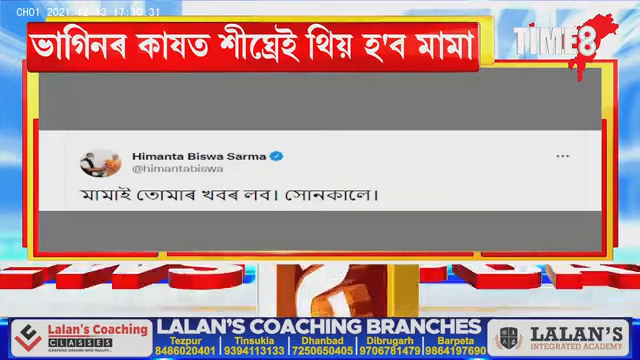 CH01 2021-12-13 17:10:31
ভাগিনৰ কাষত শীঘ্ৰেই থিয় হ'ব মামা
TIME8
Himanta Biswa Sarma
@himantabiswa
মামাই তোমাৰ খবৰ লব। সোনকালে।
Lalan's Coaching
CLASSES
LALAN'S COACHING BRANCHES
Tezpur Tinsukia Dhanbad Dibrugarh Barpeta
8486020401 9394113133 7250650405 9706781479 8864197690
LALAN'S
INTEGRATED ACADEMY